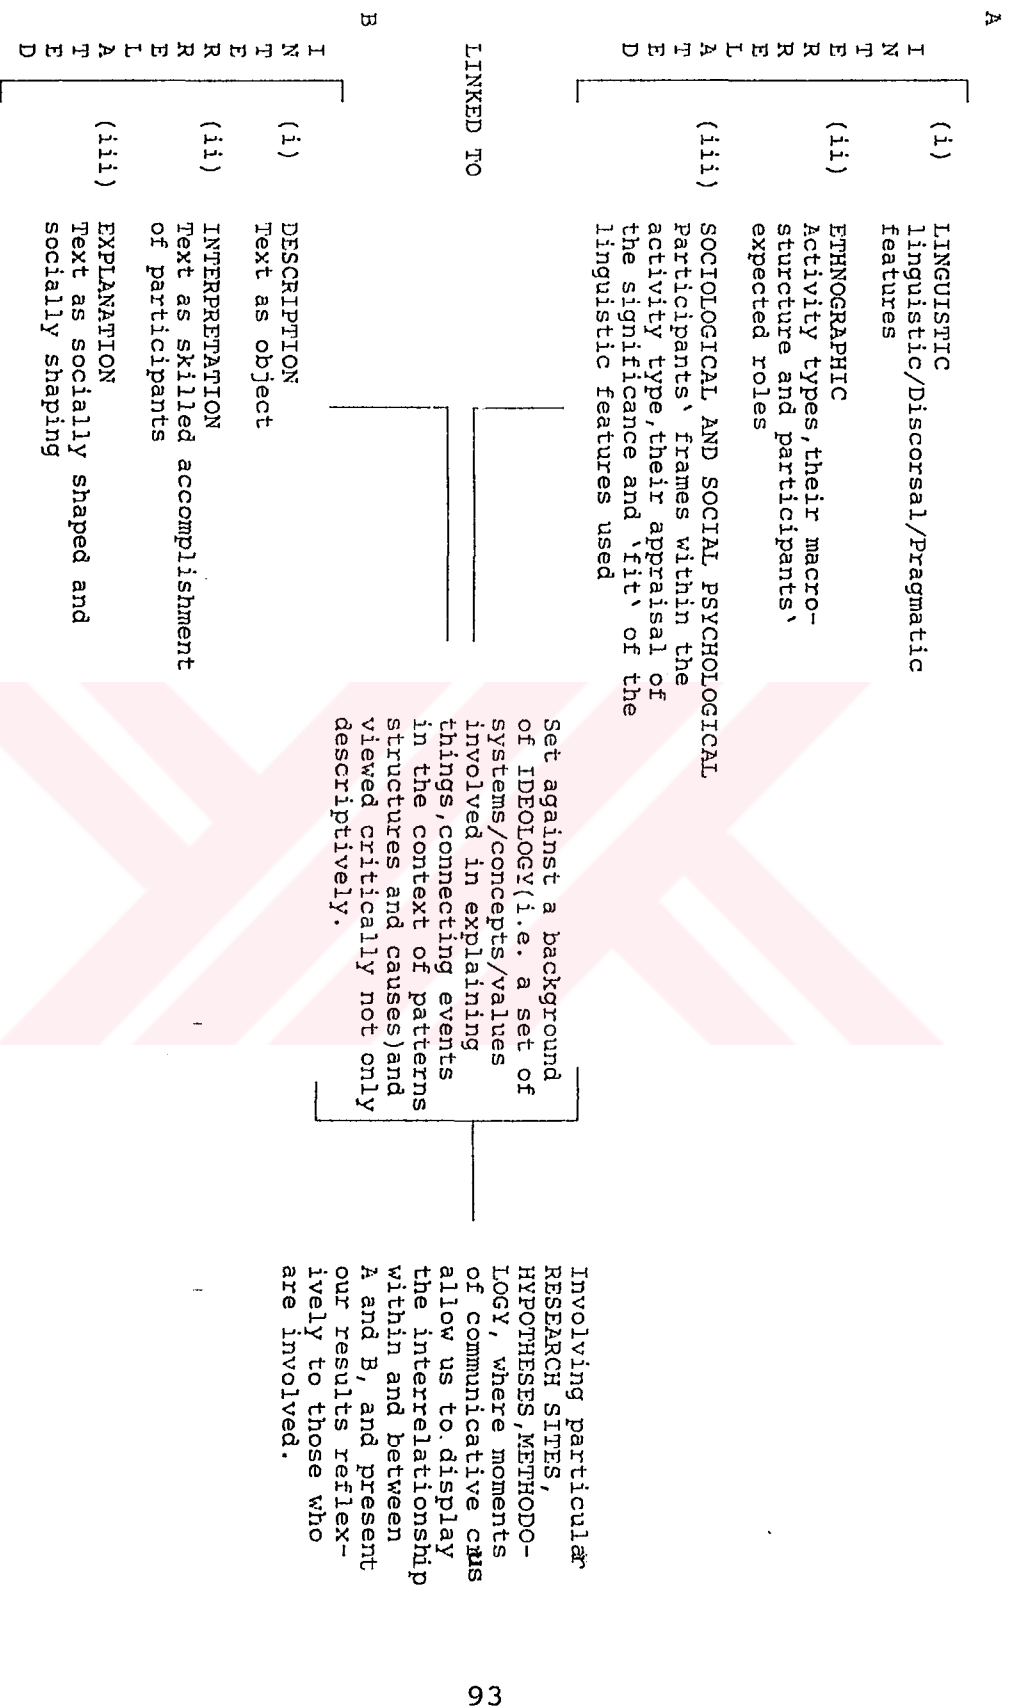 A
INTERRELATED
(i) LINGUISTIC
linguistic/Discorsal/Pragmatic
features
(ii) ETHNOGRAPHIC
Activity types,their macro-
sturcture and participants'
expected roles
(iii) SOCIOLOGICAL AND SOCIAL PSYCHOLOGICAL
Participants' frames within the
activity type,their appraisal of
the significance and 'fit' of the
linguistic features used
LINKED TO
B
INTERRELATED
(i) DESCRIPTION
Text as object
(ii) INTERPRETATION
Text as skilled accomplishment
of participants
(iii) EXPLANATION
Text as socially shaped and
socially shaping
Set against a background
of IDEOLOGY(i.e. a set of
systems/concepts/values
involved in explaining
things,connecting events
in the context of patterns
structures and causes)and
viewed critically not only
descriptively.
Involving particular
RESEARCH SITES,
HYPOTHESES,METHODO-
LOGY, where moments
of communicative
allow us to display
the interrelationship
within and between
A and B, and present
our results reflex-
ively to those who
are involved.
93